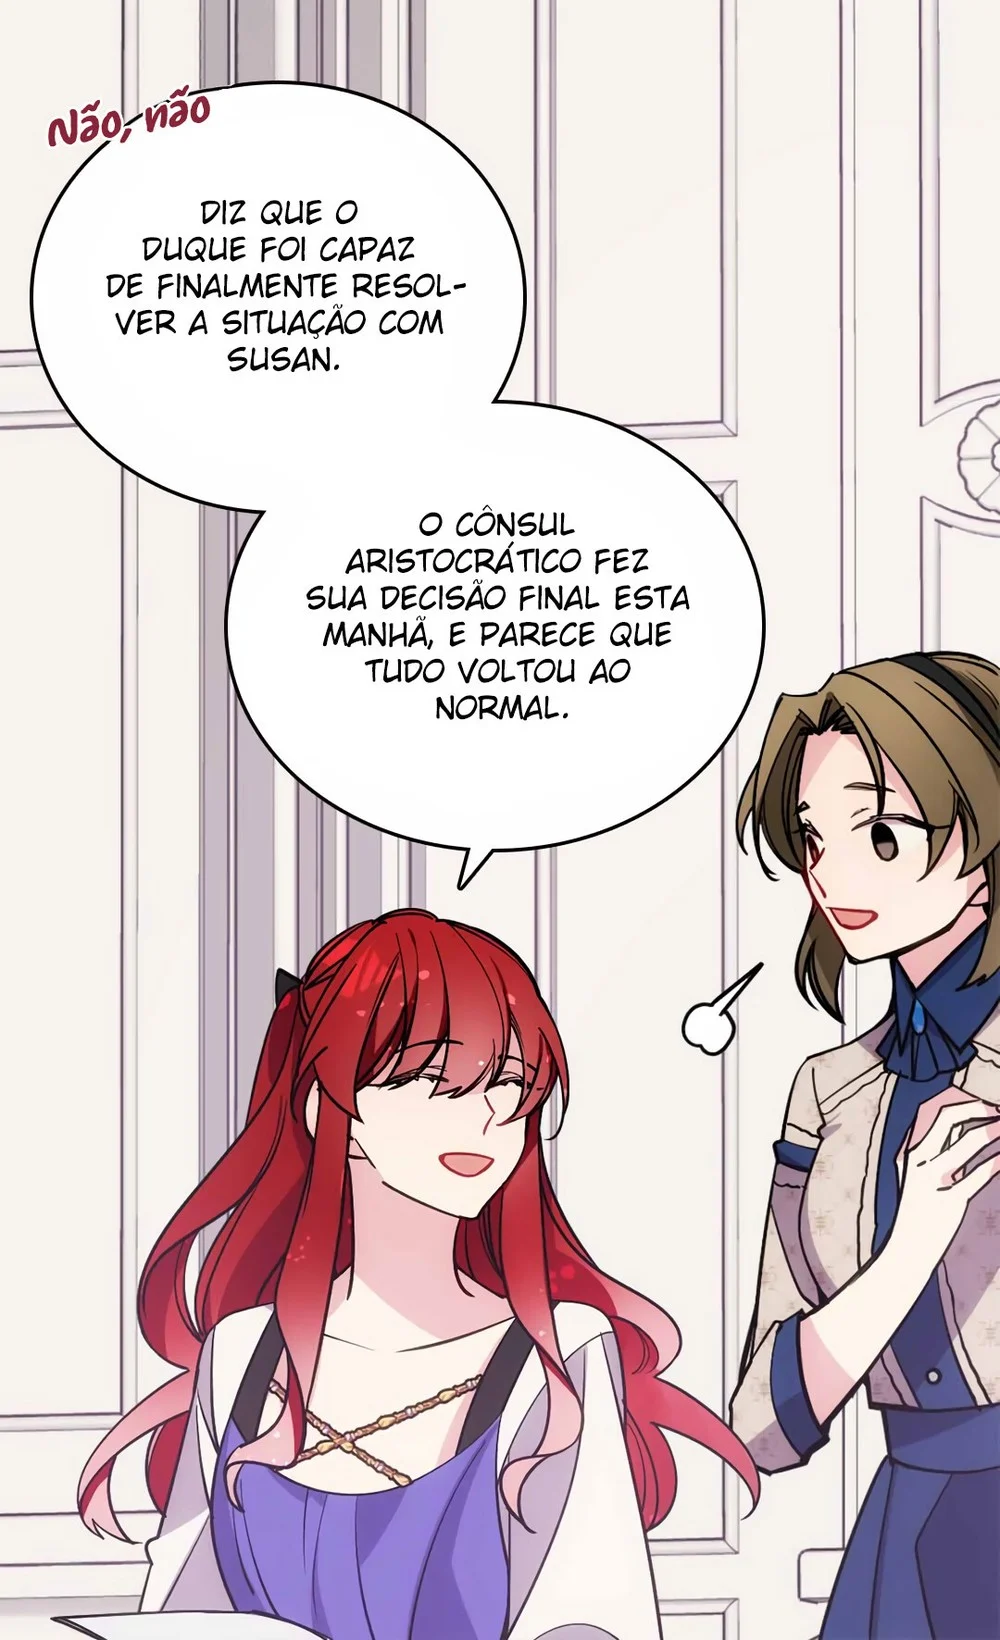 Não, não
DIZ QUE O
DUQUE FOI CAPAZ
DE FINALMENTE RESOL-
VER A SITUAÇÃO COM
SUSAN.
O CÔNSUL
ARISTOCRÁTICO FEZ
SUA DECISÃO FINAL ESTA
MANHÃ, E PARECE QUE
TUDO VOLTOU AO
NORMAL.